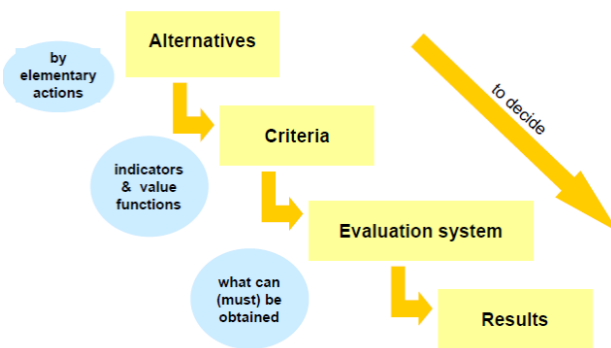 by
elementary
actions
Alternatives
to decide
indicators
& value
functions
Criteria
what can
(must) be
obtained
Evaluation system
Results